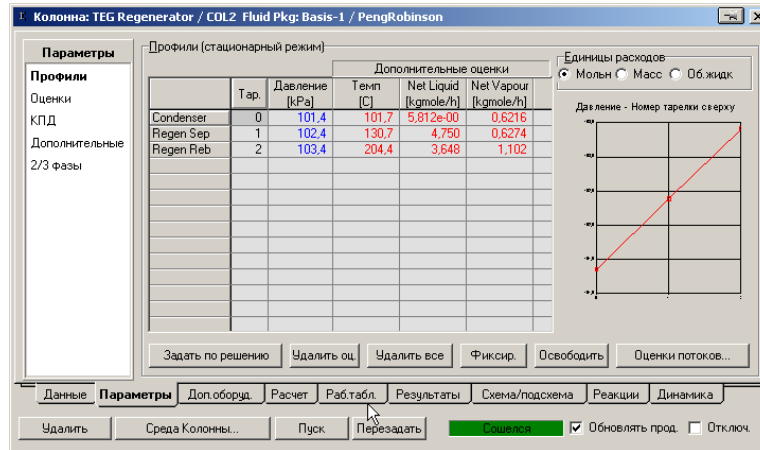 Колонна: TEG Regenerator / COL2 Fluid Pkg: Basis-1 / PengRobinson
Параметры
Профили
Оценки
КПД
Дополнительные
2/3 фазы
Профили (стационарный режим)
Дополнительные оценки
Тар. Давление [kPa] Темп [C] Net Liquid [kgmole/h] Net Vapour [kgmole/h]
Condenser 0 101,4 101,7 5,812e-00 0,6216
Regen Sep 1 102,4 130,7 4,750 0,6274
Regen Reb 2 103,4 204,4 3,648 1,102
Единицы расходов
Мольн Масс Об.жидк
Давление - Номер тарелки сверху
Задать по решению Удалить оц. Удалить все Фиксир. Освободить Оценки потоков...
Данные Параметры Доп.оборуд. Расчет Раб.табл. Результаты Схема/подсхема Реакции Динамика
Удалить Среда Колонны... Пуск Перезадать Сошелся Обновлять прод. Отключ.